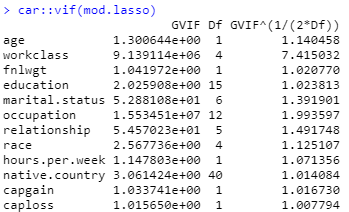 > car::vif(mod.lasso)
GVIF Df GVIF^(1/(2*Df))
age 1.300644e+00 1 1.140458
workclass 9.139114e+06 4 7.415032
fnlwgt 1.041972e+00 1 1.020770
education 2.025908e+00 15 1.023813
marital.status 5.288108e+01 6 1.391901
occupation 1.553451e+07 12 1.993597
relationship 5.457023e+01 5 1.491748
race 2.567736e+00 4 1.125107
hours.per.week 1.147803e+00 1 1.071356
native.country 3.061424e+00 40 1.014084
capgain 1.033741e+00 1 1.016730
caploss 1.015650e+00 1 1.007794